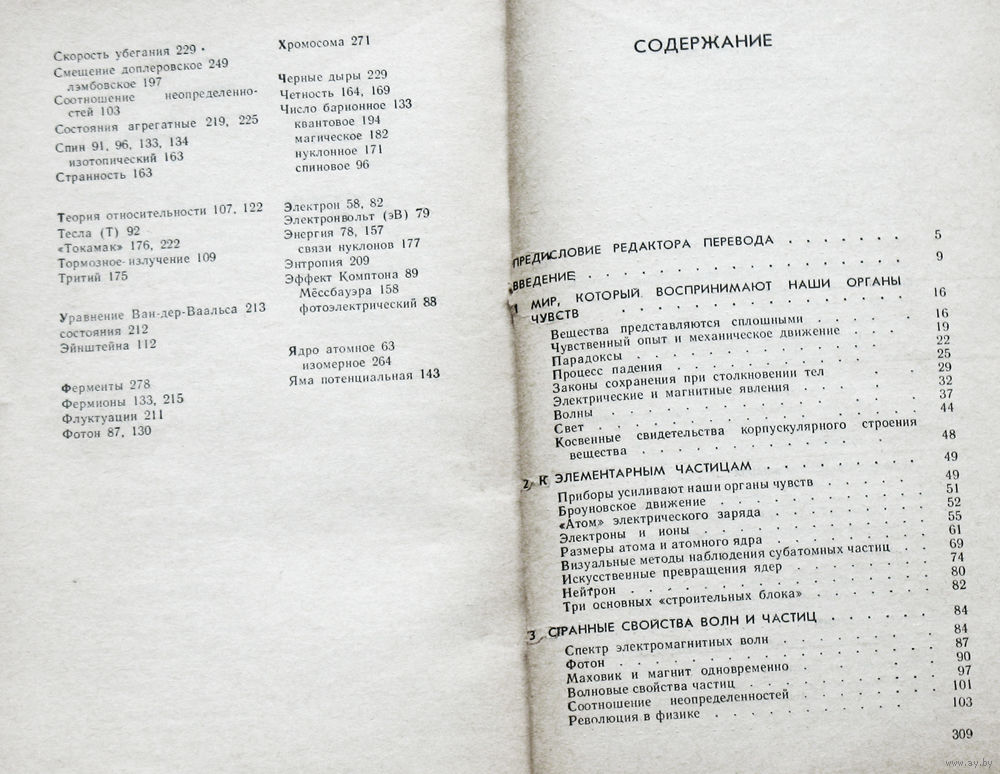 Скорость убегания 229
Смещение доплеровское 249
лэмбовское 197
Соотношение неопределенно-
стей 103
Состояния агрегатные 219, 225
Спин 91, 96, 133, 134
изотопический 163
Странность 163
Теория относительности 107, 122
Тесла (Т) 92
«Токамак» 176, 222
Тормозное излучение 109
Тритий 175
Уравнение Ван-дер-Ваальса 213
состояния 212
Эйнштейна 112
Ферменты 278
Фермионы 133, 215
Флуктуации 211
Фотон 87, 130
Хромосома 271
Черные дыры 229
Четность 164, 169
Число барионное 133
квантовое 194
магическое 182
нуклонное 171
спиновое 96
Электрон 58, 82
Электронвольт (эВ) 79
Энергия 78, 157
связи нуклонов 177
Энтропия 209
Эффект Комптона 89
Мёссбауэра 158
фотоэлектрический 88
Ядро атомное 63
изомерное 264
Яма потенциальная 143
СОДЕРЖАНИЕ
ПРЕДИСЛОВИЕ РЕДАКТОРА ПЕРЕВОДА . . . . . . . 5
ВВЕДЕНИЕ . . . . . . . . . . . . . . 9
1 МИР, КОТОРЫЙ ВОСПРИНИМАЮТ НАШИ ОРГАНЫ
ЧУВСТВ . . . . . . . . . . . . . 16
Вещества представляются сплошными . . . . . 16
Чувственный опыт и механическое движение . . . 19
Парадоксы . . . . . . . . . . . . 22
Процесс падения . . . . . . . . . . 25
Законы сохранения при столкновении тел . . . 29
Электрические и магнитные явления . . . . . 32
Волны . . . . . . . . . . . . . . 37
Свет . . . . . . . . . . . . . . 44
Косвенные свидетельства корпускулярного строения
вещества . . . . . . . . . . . . 48
2 К ЭЛЕМЕНТАРНЫМ ЧАСТИЦАМ . . . . . . . . 49
Приборы усиливают наши органы чувств . . . . 49
Броуновское движение . . . . . . . . . 51
«Атом» электрического заряда . . . . . . . 52
Электроны и ионы . . . . . . . . . . 55
Размеры атома и атомного ядра . . . . . . . 61
Визуальные методы наблюдения субатомных частиц . . 69
Искусственные превращения ядер . . . . . . 74
Нейтрон . . . . . . . . . . . . . 80
Три основных «строительных блока» . . . . . 82
3 СТРАННЫЕ СВОЙСТВА ВОЛН И ЧАСТИЦ . . . . . 84
Спектр электромагнитных волн . . . . . . . 84
Фотон . . . . . . . . . . . . . . 87
Маховик и магнит одновременно . . . . . . 90
Волновые свойства частиц . . . . . . . . 97
Соотношение неопределенностей . . . . . . 101
Революция в физике . . . . . . . . . 103
309
www.ay.by